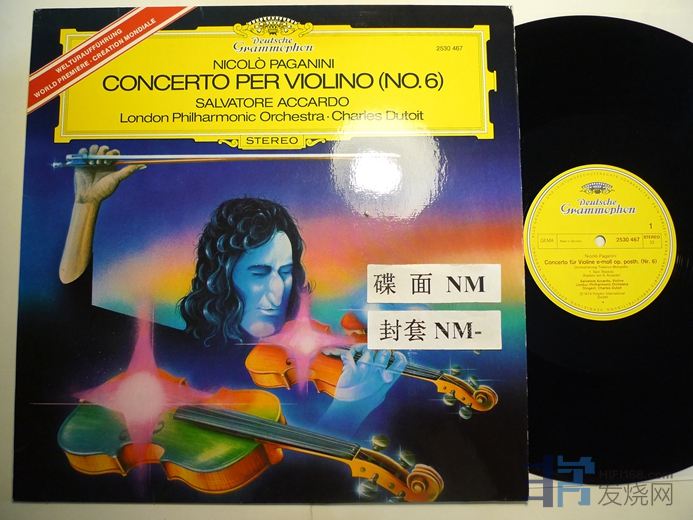 WELTURAUFFÜHRUNG
WORLD PREMIERE · CRÉATION MONDIALE
Deutsche
Grammophon
2530 467
NICOLÒ PAGANINI
CONCERTO PER VIOLINO (NO. 6)
SALVATORE ACCARDO
London Philharmonic Orchestra · Charles Dutoit
STEREO
碟面 NM
封套 NM-
Deutsche
Grammophon
1
GEMA
2530 467
STEREO
33
Nicolò Paganini
Concerto für Violine e-moll op. posth. (Nr. 6)
Salvatore Accardo, Violine
London Philharmonic Orchestra
Dirigent: Charles Dutoit
HIFI168.com
发烧网